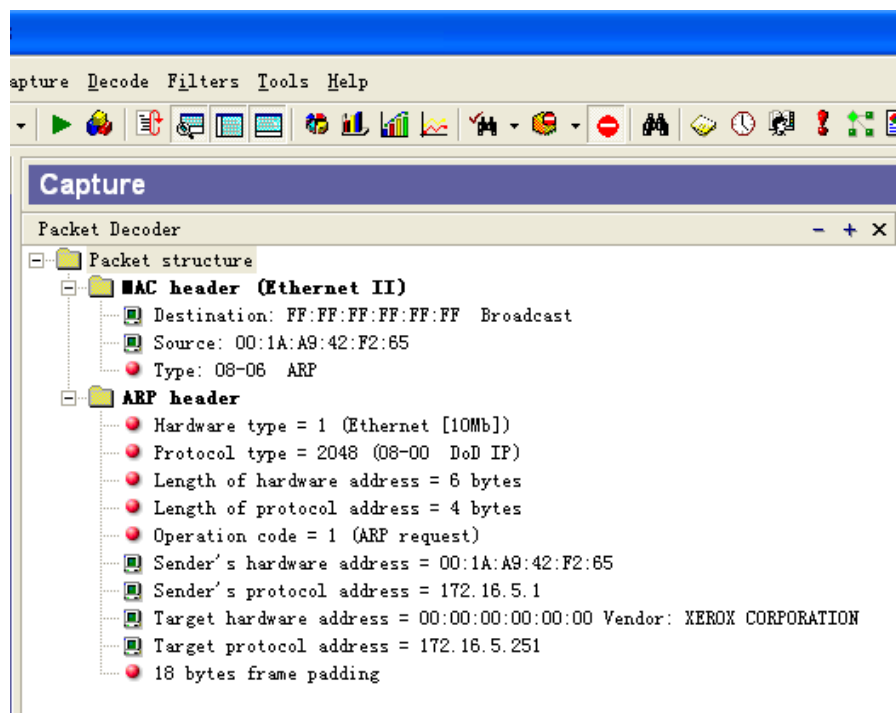 apture Decode Filters Tools Help
Capture
Packet Decoder
Packet structure
MAC header (Ethernet II)
Destination: FF:FF:FF:FF:FF:FF Broadcast
Source: 00:1A:A9:42:F2:65
Type: 08-06 ARP
ARP header
Hardware type = 1 (Ethernet [10Mb])
Protocol type = 2048 (08-00 DoD IP)
Length of hardware address = 6 bytes
Length of protocol address = 4 bytes
Operation code = 1 (ARP request)
Sender's hardware address = 00:1A:A9:42:F2:65
Sender's protocol address = 172.16.5.1
Target hardware address = 00:00:00:00:00:00 Vendor: XEROX CORPORATION
Target protocol address = 172.16.5.251
18 bytes frame padding